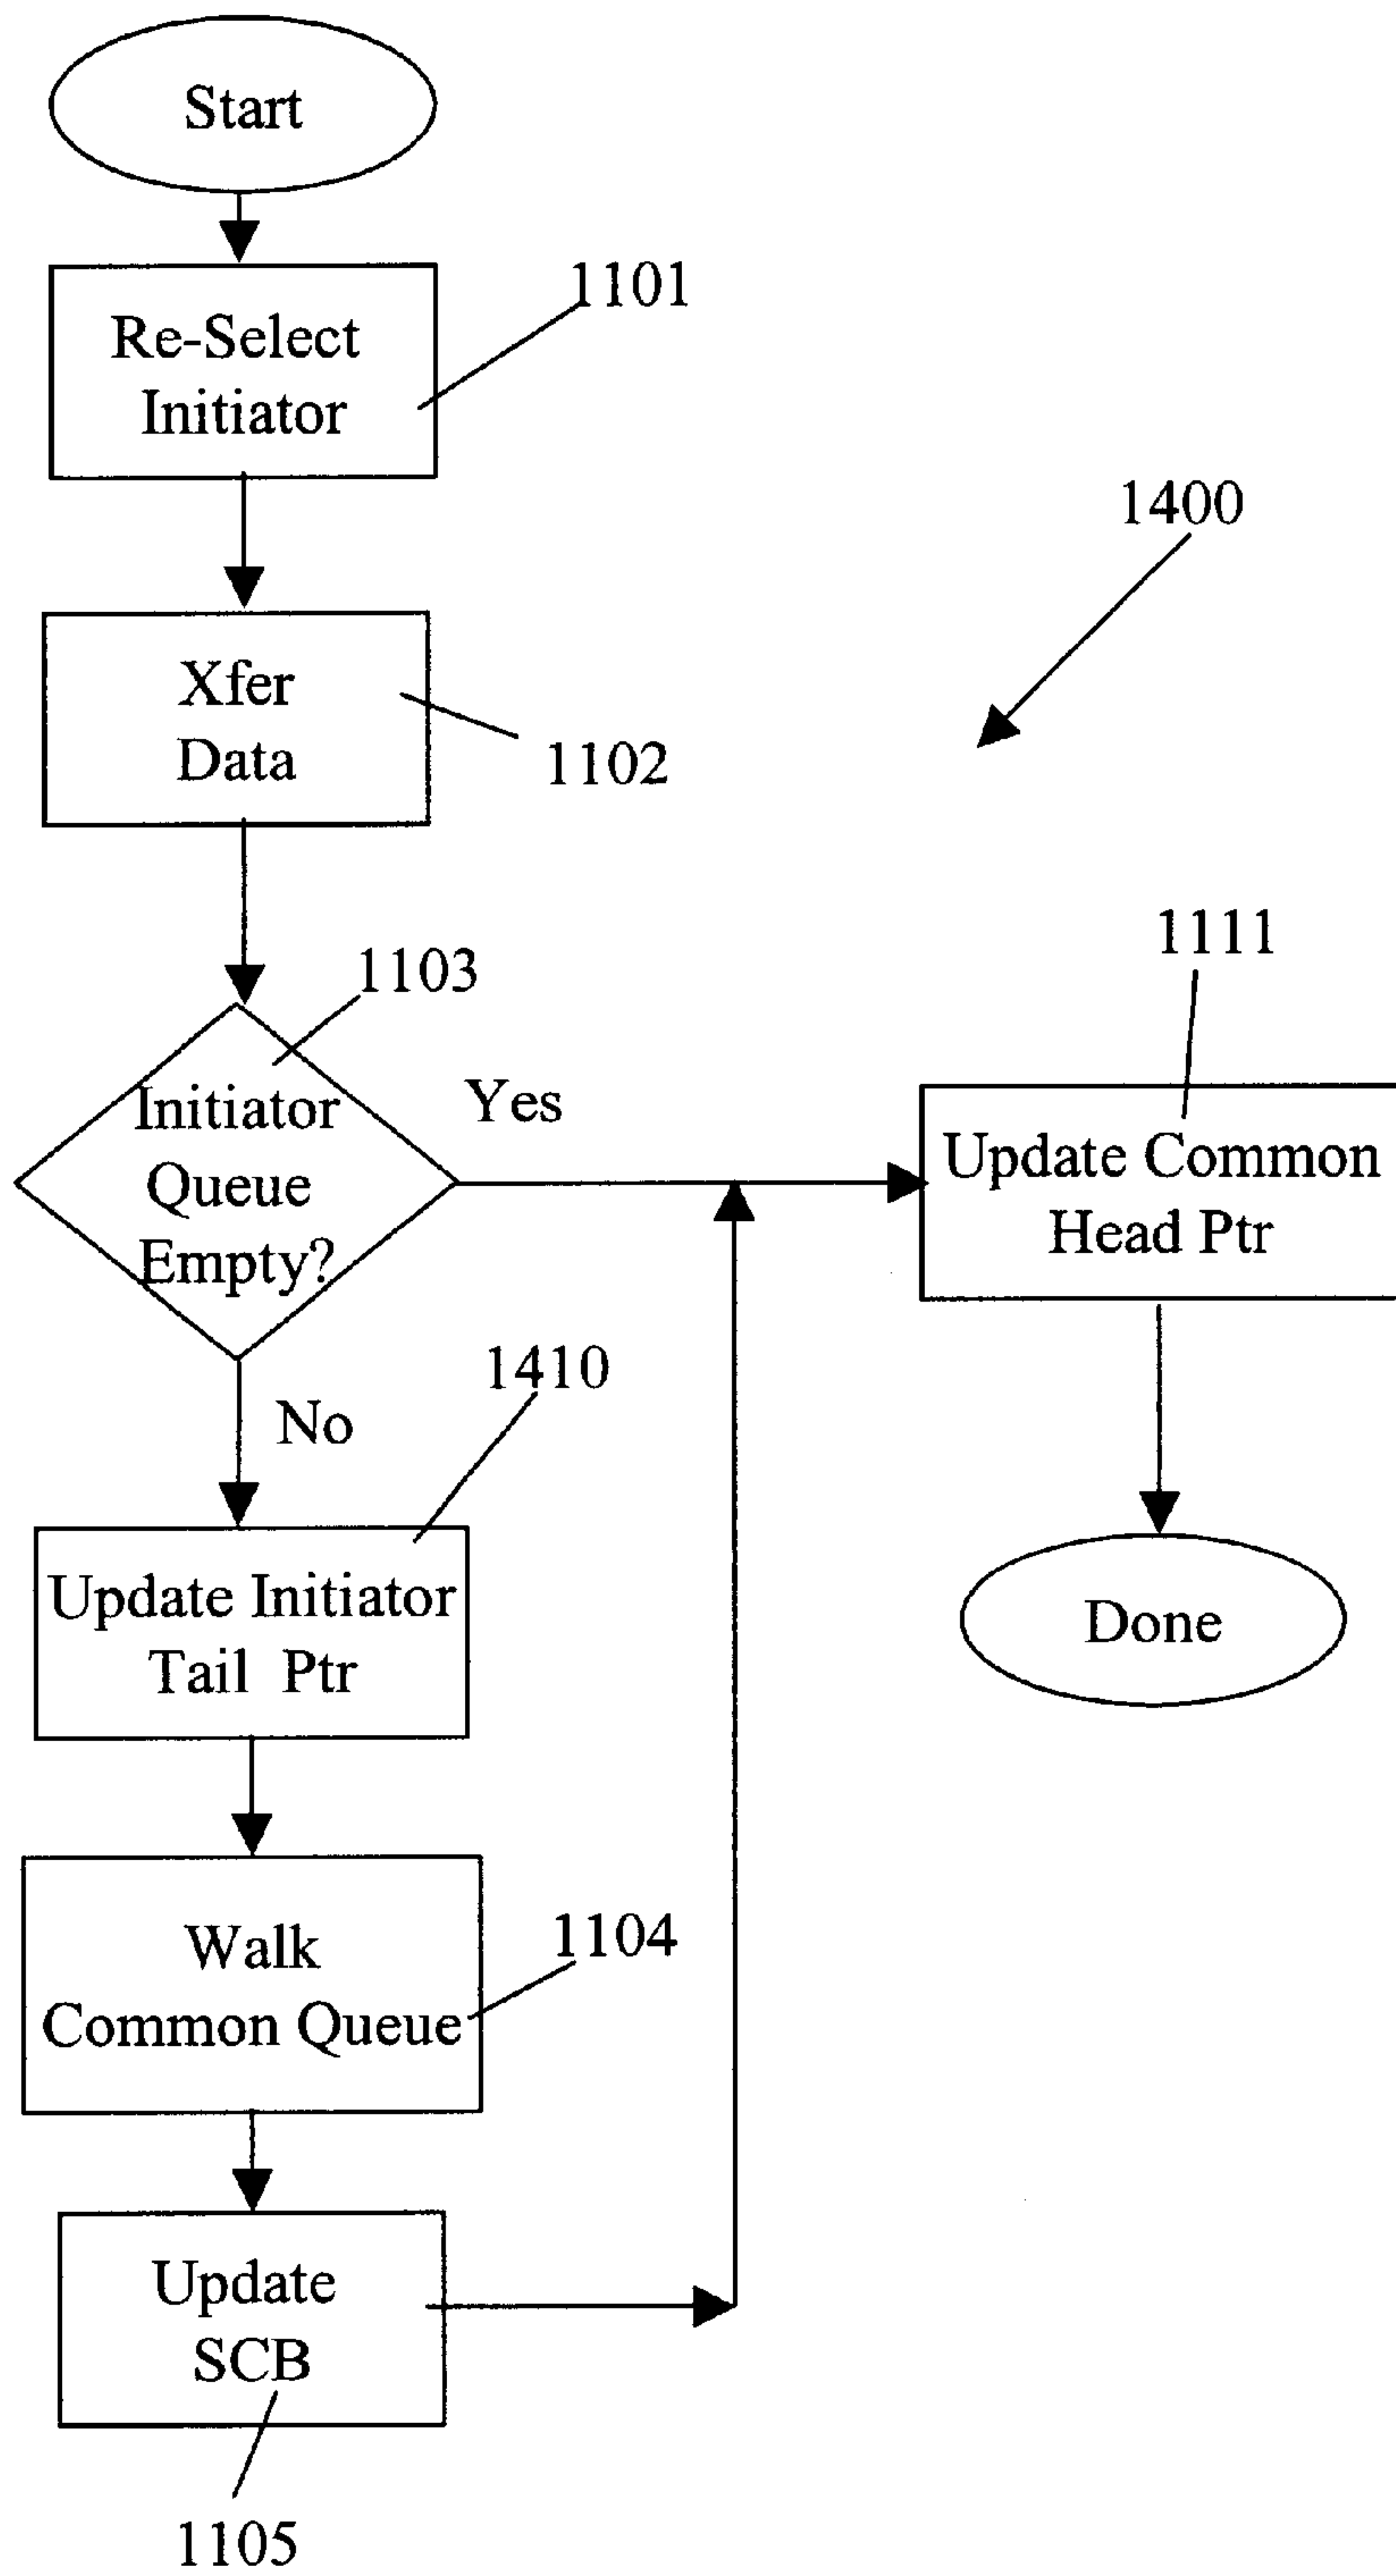 Start
1101
Re-Select
Initiator
1400
Xfer
Data
1102
1103
1111
Initiator
Queue
Empty?
Yes
Update Common
Head Ptr
1410
No
Update Initiator
Tail Ptr
Done
1104
Walk
Common Queue
Update
SCB
1105